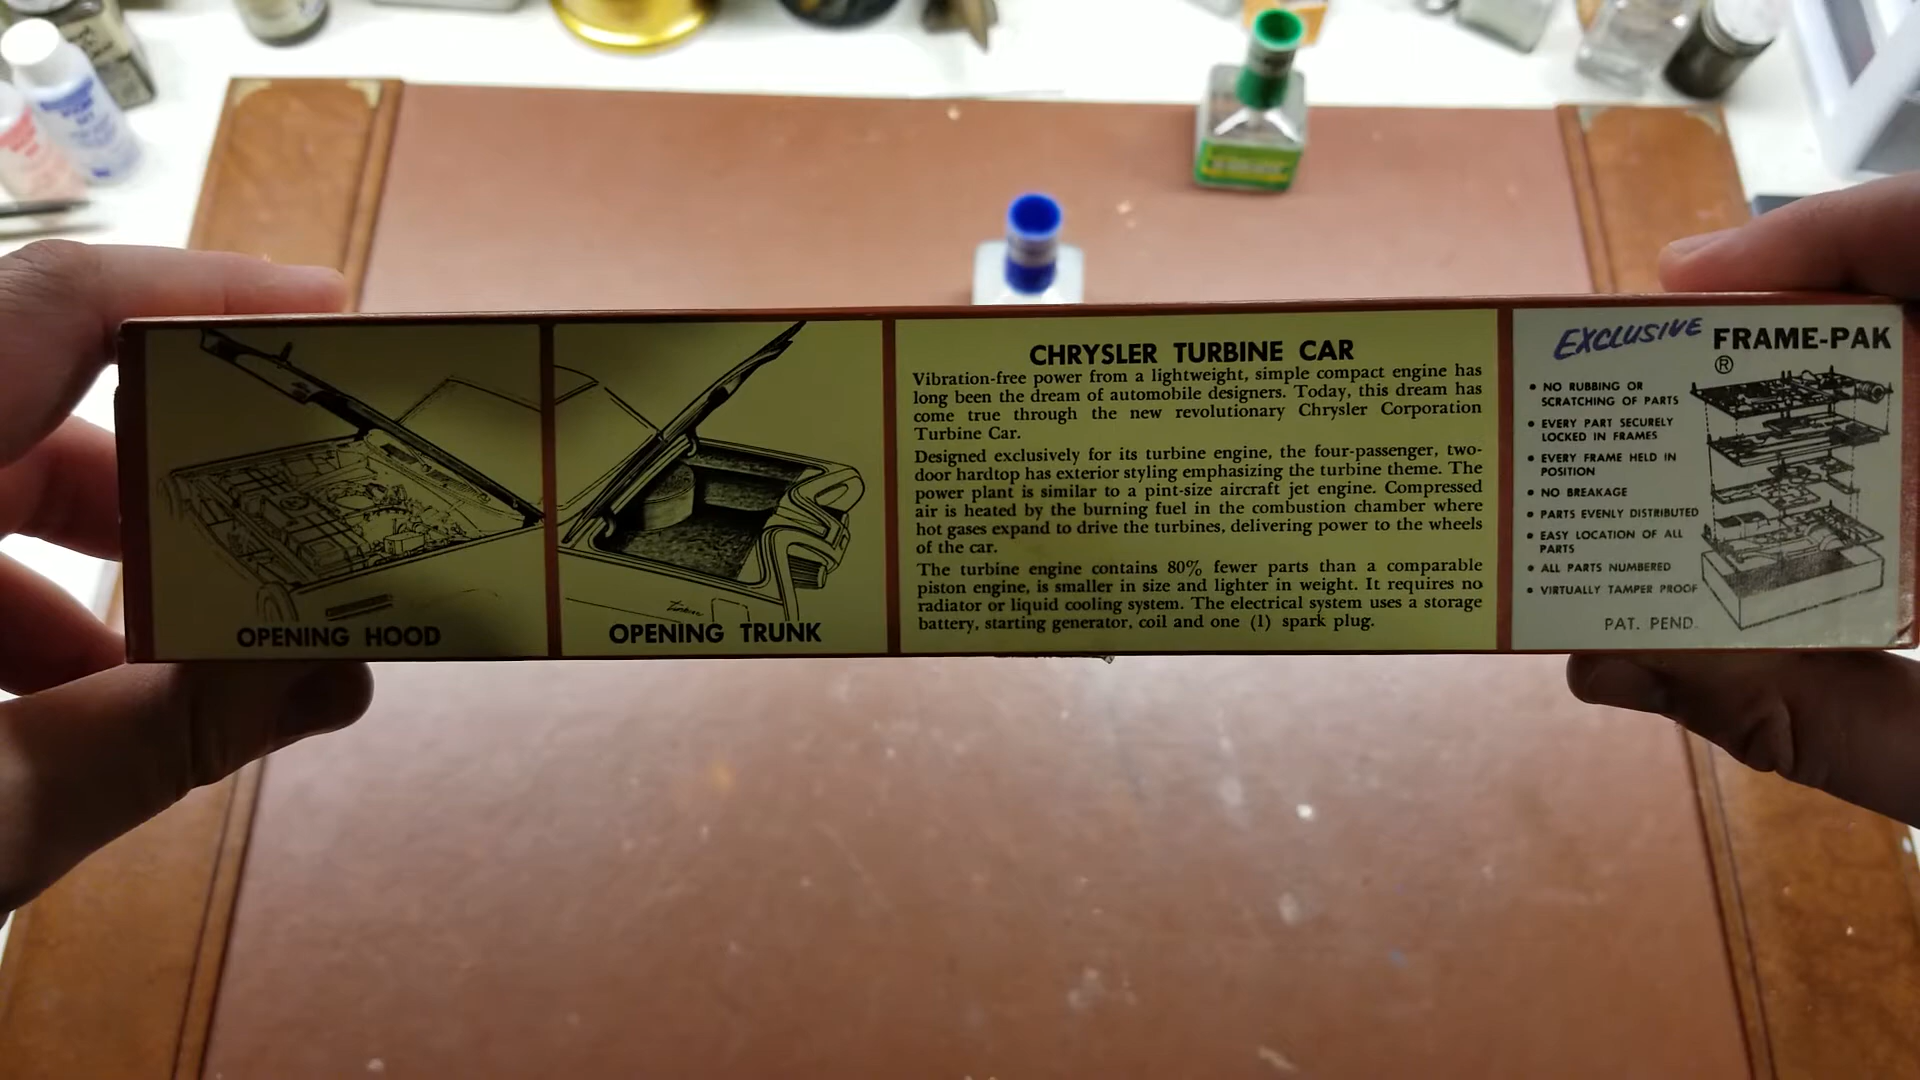 OPENING HOOD
OPENING TRUNK
CHRYSLER TURBINE CAR
Vibration-free power from a lightweight, simple compact engine has
long been the dream of automobile designers. Today, this dream has
come true through the new revolutionary Chrysler Corporation
Turbine Car.
Designed exclusively for its turbine engine, the four-passenger, two-
door hardtop has exterior styling emphasizing the turbine theme. The
power plant is similar to a pint-size aircraft jet engine. Compressed
air is heated by the burning fuel in the combustion chamber where
hot gases expand to drive the turbines, delivering power to the wheels
of the car.
The turbine engine contains 80% fewer parts than a comparable
piston engine, is smaller in size and lighter in weight. It requires no
radiator or liquid cooling system. The electrical system uses a storage
battery, starting generator, coil and one (1) spark plug.
EXCLUSIVE FRAME-PAK
®
• NO RUBBING OR
SCRATCHING OF PARTS
• EVERY PART SECURELY
LOCKED IN FRAMES
• EVERY FRAME HELD IN
POSITION
• NO BREAKAGE
• PARTS EVENLY DISTRIBUTED
• EASY LOCATION OF ALL
PARTS
• ALL PARTS NUMBERED
• VIRTUALLY TAMPER PROOF
PAT. PEND.